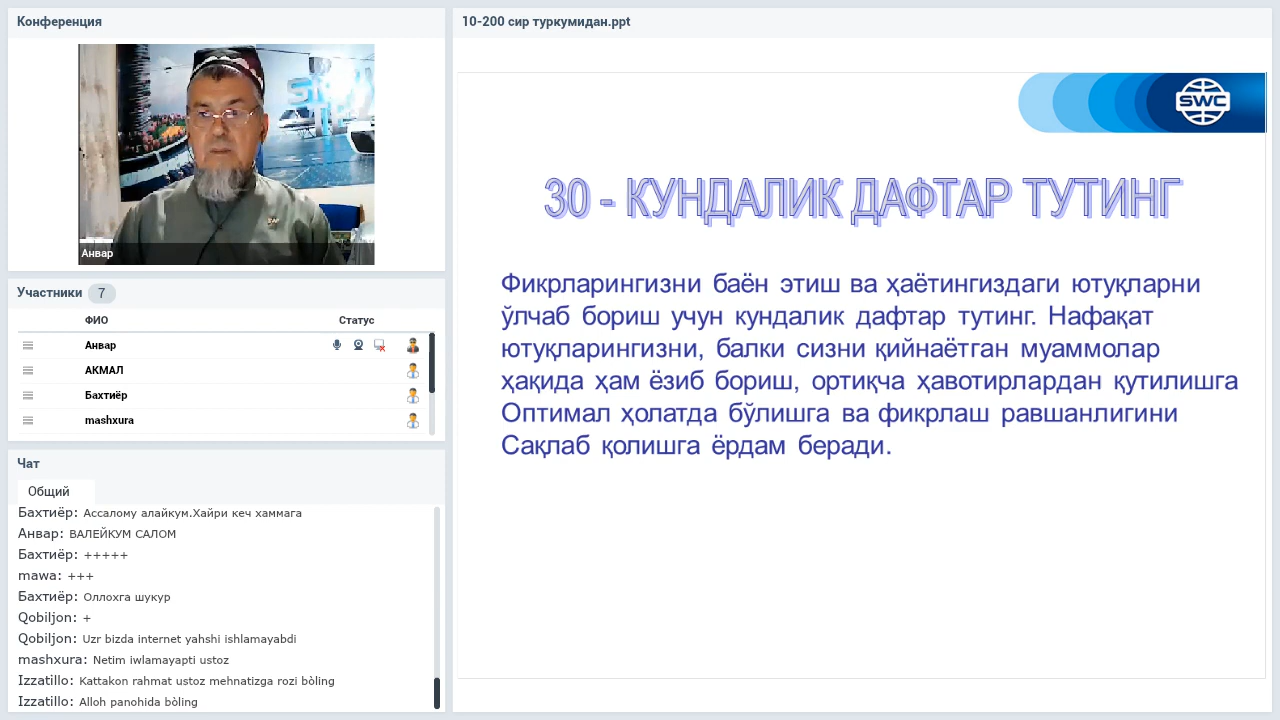 Конференция
Анвар
Участники 7
ФИО Статус
Анвар
АКМАЛ
Бахтиёр
mashxura
Чат
Общий
Бахтиёр: Ассалому алайкум.Хайри кеч хаммага
Анвар: ВАЛЕЙКУМ САЛОМ
Бахтиёр: +++++
mawa: +++
Бахтиёр: Оллохга шукур
Qobiljon: +
Qobiljon: Uzr bizda internet yahshi ishlamayabdi
mashxura: Netim iwlamayapti ustoz
Izzatillo: Kattakon rahmat ustoz mehnatizga rozi bòling
Izzatillo: Alloh panohida bòling
10-200 сир туркумидан.ppt
SWC
30 - КУНДАЛИК ДАФТАР ТУТИНГ
Фикрларингизни баён этиш ва ҳаётингиздаги ютуқларни
ўлчаб бориш учун кундалик дафтар тутинг. Нафақат
ютуқларингизни, балки сизни қийнаётган муаммолар
ҳақида ҳам ёзиб бориш, ортиқча ҳавотирлардан қутилишга
Оптимал ҳолатда бўлишга ва фикрлаш равшанлигини
Сақлаб қолишга ёрдам беради.